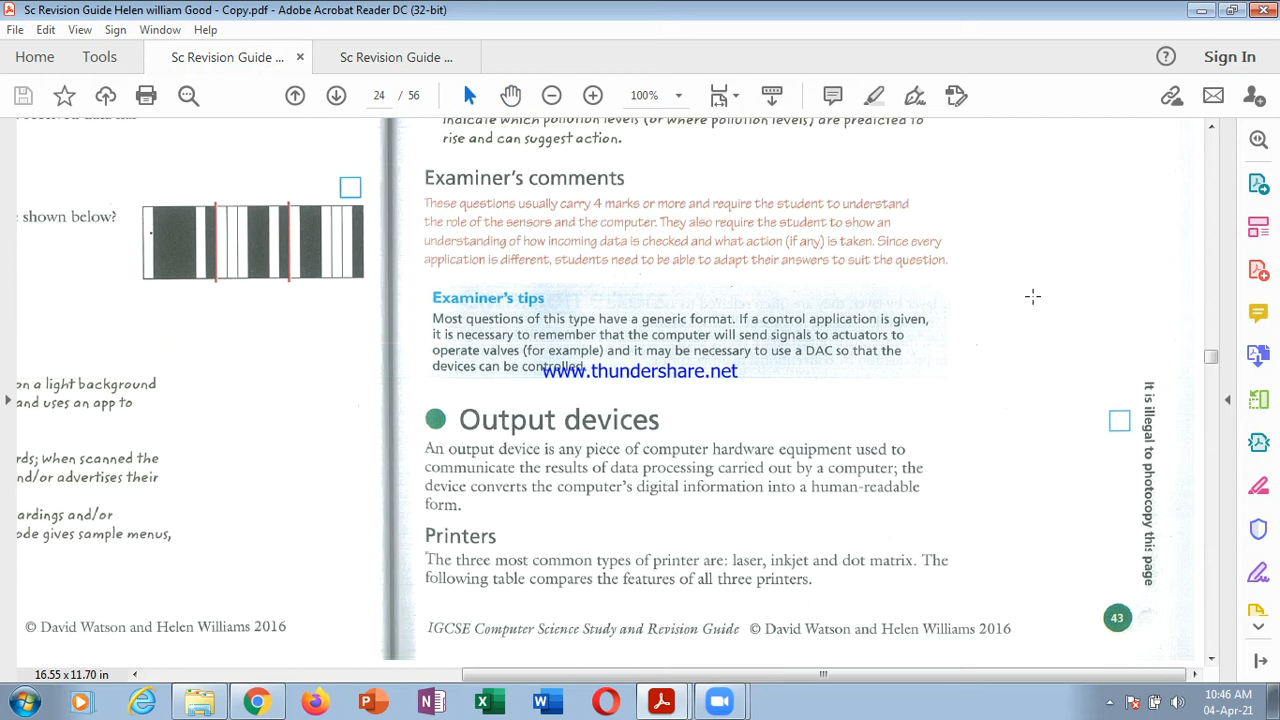 Sc Revision Guide Helen william Good - Copy.pdf - Adobe Acrobat Reader DC (32-bit)
File Edit View Sign Window Help
Home Tools Sc Revision Guide ... × Sc Revision Guide ... Sign In
24 / 56 100%
shown below?
on a light background
and uses an app to
rds; when scanned the
nd/or advertises their
ardings and/or
ode gives sample menus,
© David Watson and Helen Williams 2016
indicate which pollution levels (or where pollution levels) are predicted to
rise and can suggest action.
Examiner's comments
These questions usually carry 4 marks or more and require the student to understand
the role of the sensors and the computer. They also require the student to show an
understanding of how incoming data is checked and what action (if any) is taken. Since every
application is different, students need to be able to adapt their answers to suit the question.
Examiner's tips
Most questions of this type have a generic format. If a control application is given,
it is necessary to remember that the computer will send signals to actuators to
operate valves (for example) and it may be necessary to use a DAC so that the
devices can be controlled.
www.thundershare.net
Output devices
An output device is any piece of computer hardware equipment used to
communicate the results of data processing carried out by a computer; the
device converts the computer's digital information into a human-readable
form.
Printers
The three most common types of printer are: laser, inkjet and dot matrix. The
following table compares the features of all three printers.
IGCSE Computer Science Study and Revision Guide © David Watson and Helen Williams 2016
43
It is illegal to photocopy this page
16.55 x 11.70 in
10:46 AM
04-Apr-21